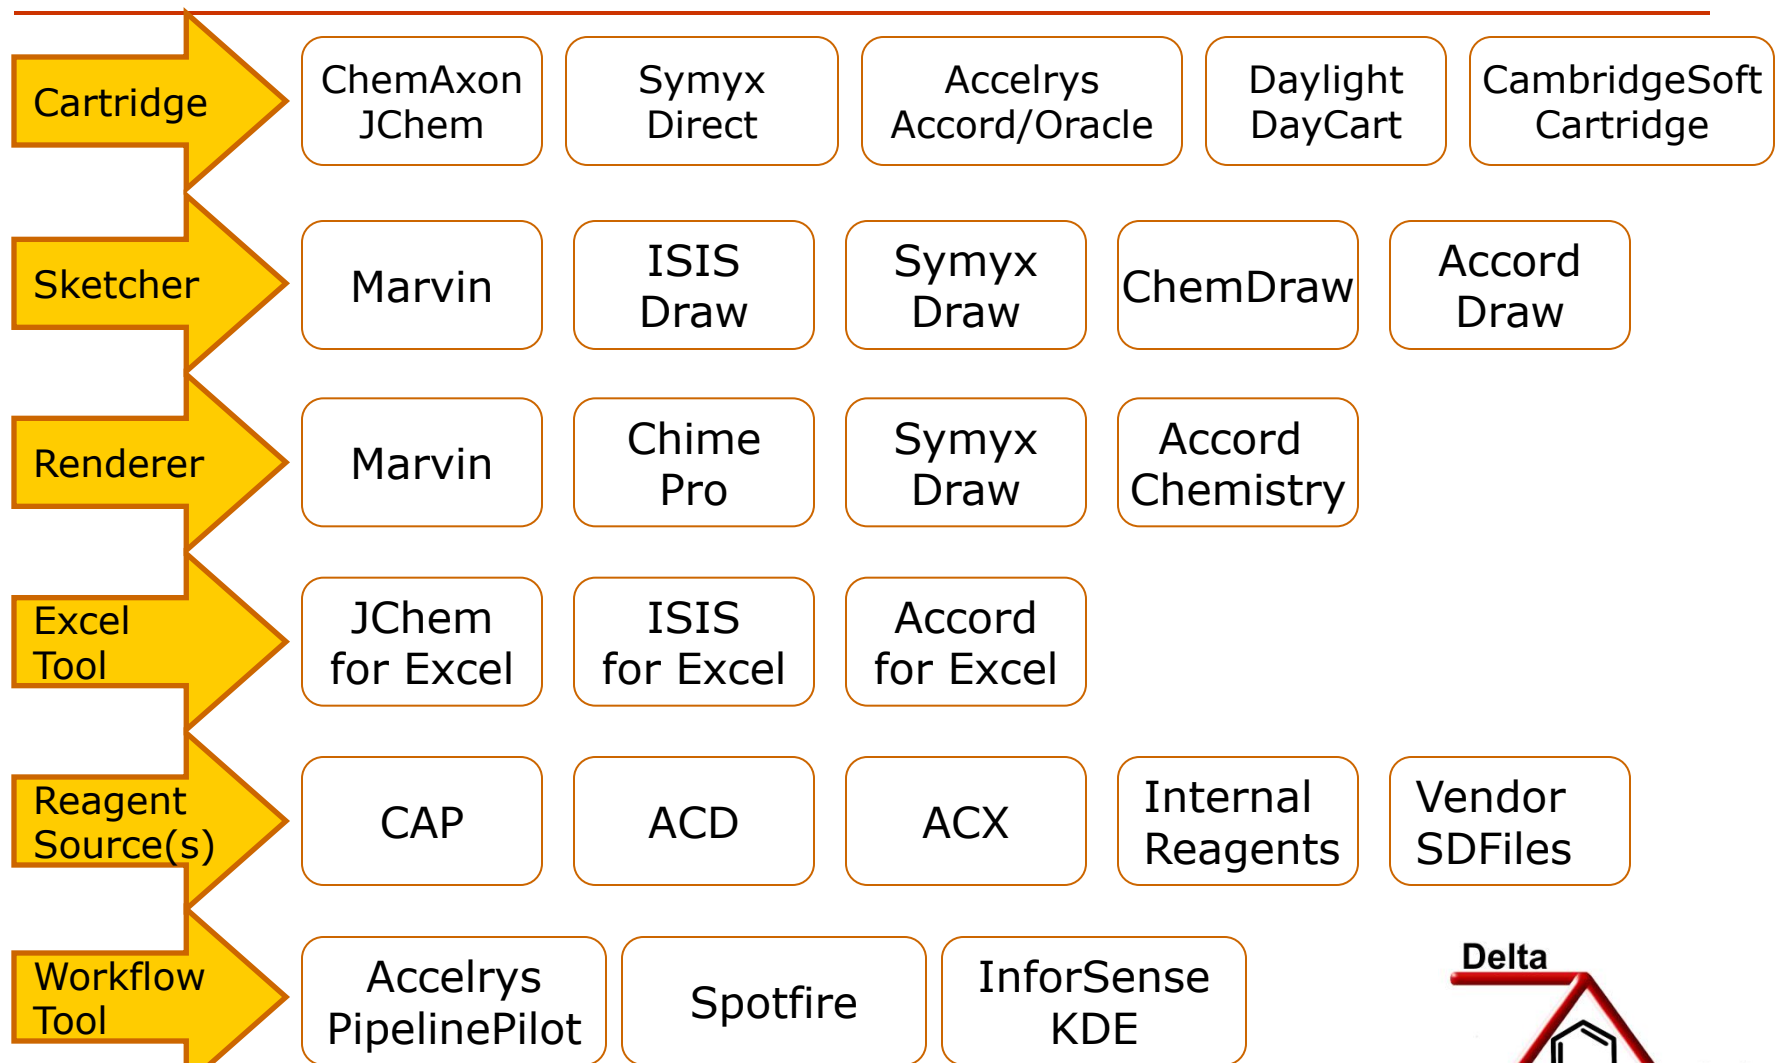 Cartridge
ChemAxon
JChem
Symyx
Direct
Accelrys
Accord/Oracle
Daylight
DayCart
CambridgeSoft
Cartridge
Sketcher
Marvin
ISIS
Draw
Symyx
Draw
ChemDraw
Accord
Draw
Renderer
Marvin
Chime
Pro
Symyx
Draw
Accord
Chemistry
Excel
Tool
JChem
for Excel
ISIS
for Excel
Accord
for Excel
Reagent
Source(s)
CAP
ACD
ACX
Internal
Reagents
Vendor
SDFiles
Workflow
Tool
Accelrys
PipelinePilot
Spotfire
InforSense
KDE
Delta